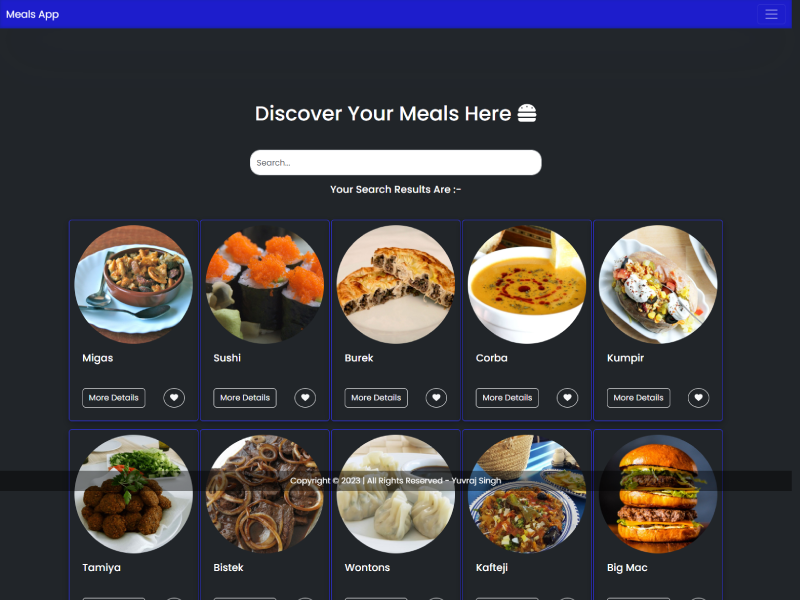 Meals App
Discover Your Meals Here
Search...
Your Search Results Are :-
Migas
Sushi
Burek
Corba
Kumpir
More Details
More Details
More Details
More Details
More Details
Copyright © 2023 | All Rights Reserved - Yuvraj Singh
Tamiya
Bistek
Wontons
Kafteji
Big Mac